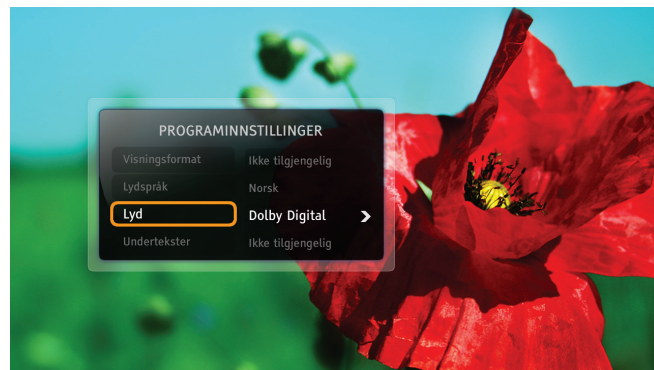 PROGRAMINNSTILLINGER
Visningsformat Ikke tilgjengelig
Lydspråk Norsk
Lyd Dolby Digital
Undertekster Ikke tilgjengelig